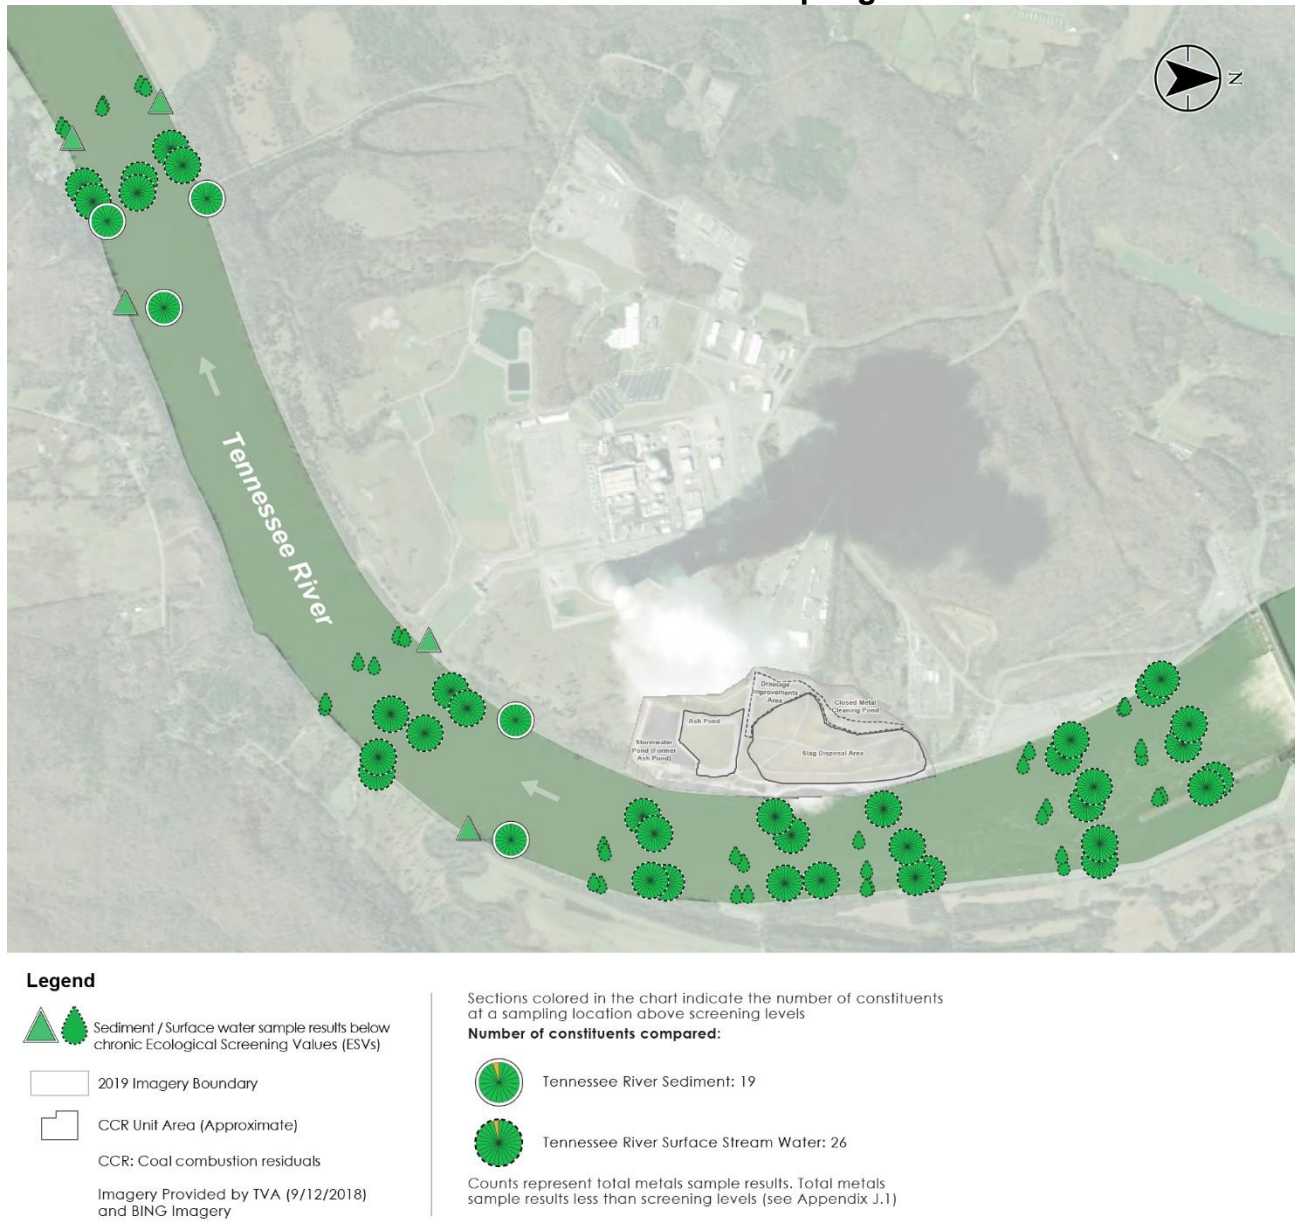 N
Tennessee River
Drainage
Improvements
Area
Closed Metal
Cleaning Pond
Ash Pond
Stormwater
Pond (Former
Ash Pond)
Slag Disposal Area
Legend
Sediment / Surface water sample results below
chronic Ecological Screening Values (ESVs)
2019 Imagery Boundary
CCR Unit Area (Approximate)
CCR: Coal combustion residuals
Imagery Provided by TVA (9/12/2018)
and BING Imagery
Sections colored in the chart indicate the number of constituents
at a sampling location above screening levels
Number of constituents compared:
Tennessee River Sediment: 19
Tennessee River Surface Stream Water: 26
Counts represent total metals sample results. Total metals
sample results less than screening levels (see Appendix J.1)